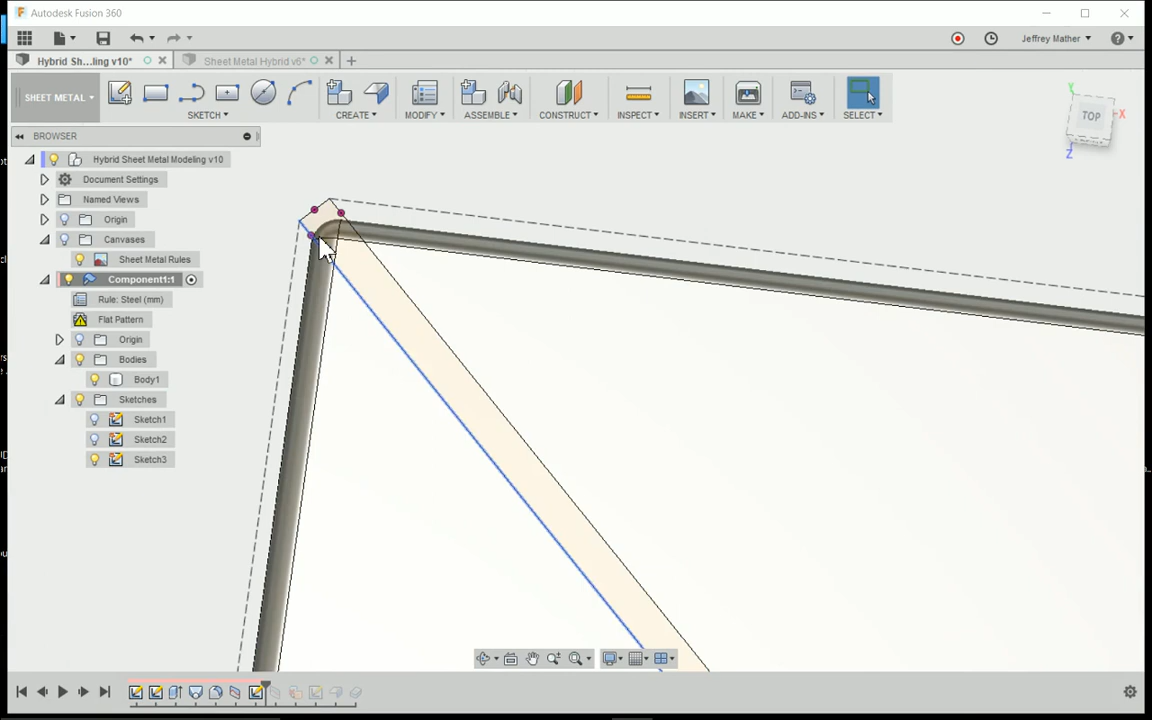 Autodesk Fusion 360
Jeffrey Mather
Hybrid Sh...ling v10*
Sheet Metal Hybrid v6*
SHEET METAL
SKETCH
CREATE
MODIFY
ASSEMBLE
CONSTRUCT
INSPECT
INSERT
MAKE
ADD-INS
SELECT
BROWSER
Hybrid Sheet Metal Modeling v10
Document Settings
Named Views
Origin
Canvases
Sheet Metal Rules
Component1:1
Rule: Steel (mm)
Flat Pattern
Origin
Bodies
Body1
Sketches
Sketch1
Sketch2
Sketch3
Y
TOP
X
Z